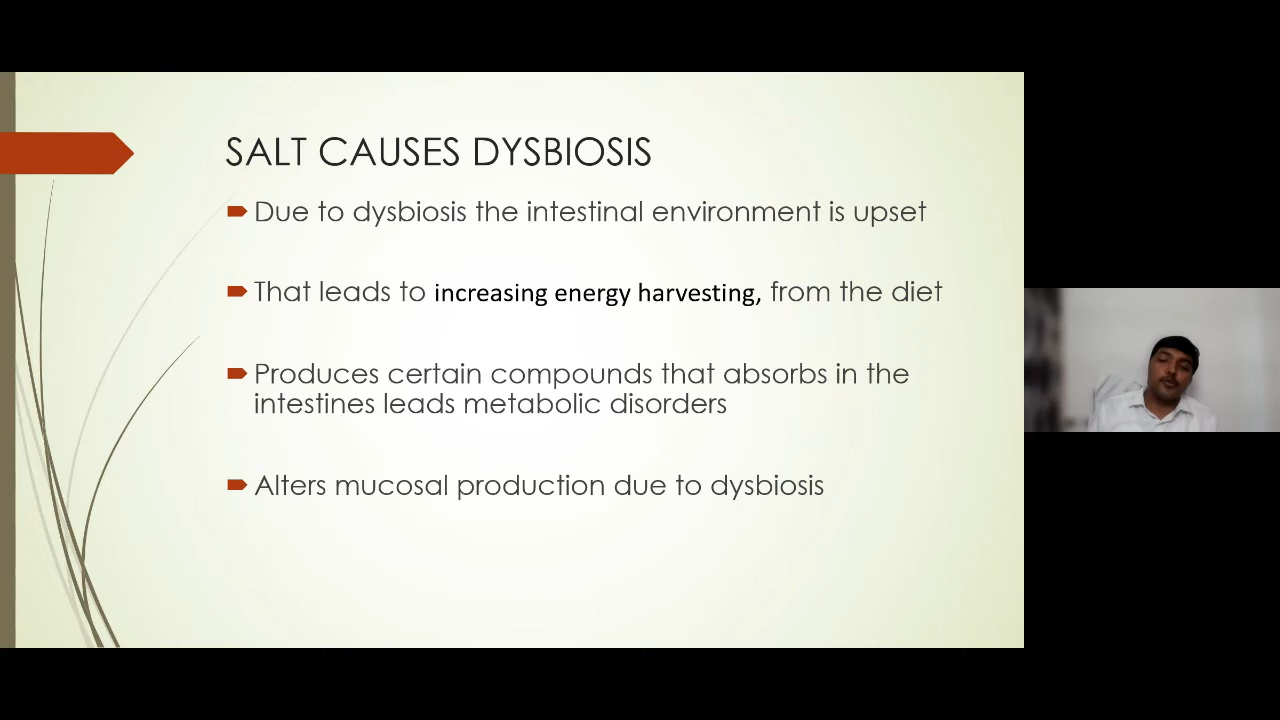 SALT CAUSES DYSBIOSIS
Due to dysbiosis the intestinal environment is upset
That leads to increasing energy harvesting, from the diet
Produces certain compounds that absorbs in the
intestines leads metabolic disorders
Alters mucosal production due to dysbiosis